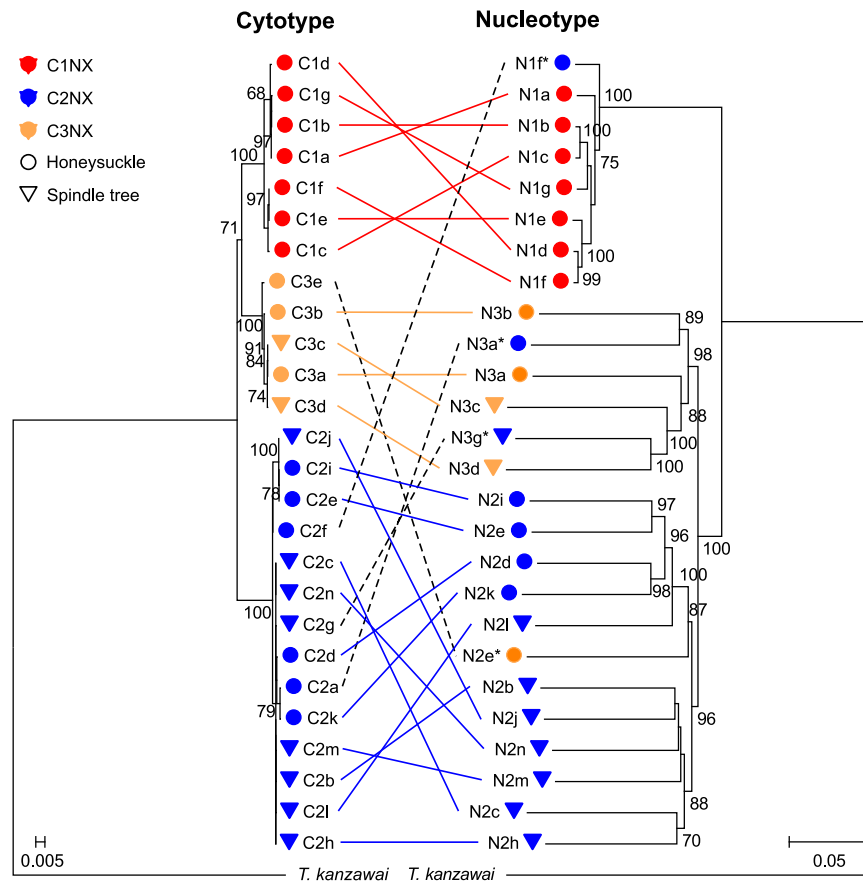 Cytotype Nucleotype
C1NX
C2NX
C3NX
Honeysuckle
Spindle tree
C1d N1f*
C1g N1a
C1b N1b
C1a N1c
C1f N1g
C1e N1e
C1c N1d
C3e N1f
C3b N3b
C3c N3a*
C3a N3a
C3d N3c
C2j N3g*
C2i N3d
C2e N2i
C2f N2e
C2c N2d
C2n N2k
C2g N2l
C2d N2e*
C2a N2b
C2k N2j
C2m N2n
C2b N2m
C2l N2c
C2h N2h
68
97
100
97
71
100
91
84
74
100
78
100
79
100
100
75
100
99
89
98
88
100
100
97
96
98
100
100
87
96
88
70
0.005
0.05
T. kanzawai T. kanzawai